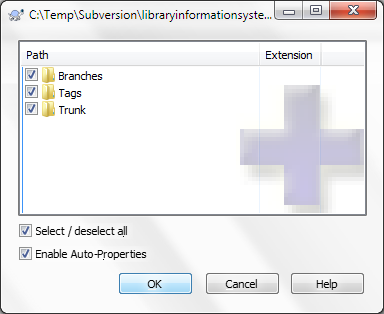 C:\Temp\Subversion\libraryinformationsyste...
Path Extension
Branches
Tags
Trunk
Select / deselect all
Enable Auto-Properties
OK Cancel Help